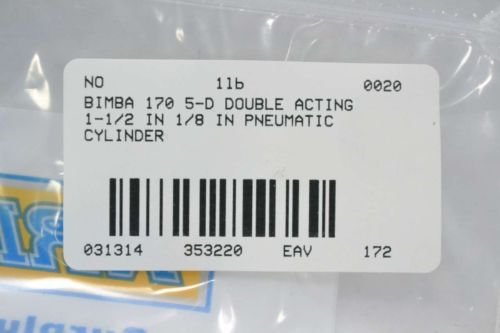 NO 1lb 0020
BIMBA 170 5-D DOUBLE ACTING
1-1/2 IN 1/8 IN PNEUMATIC
CYLINDER
031314 353220 EAV 172